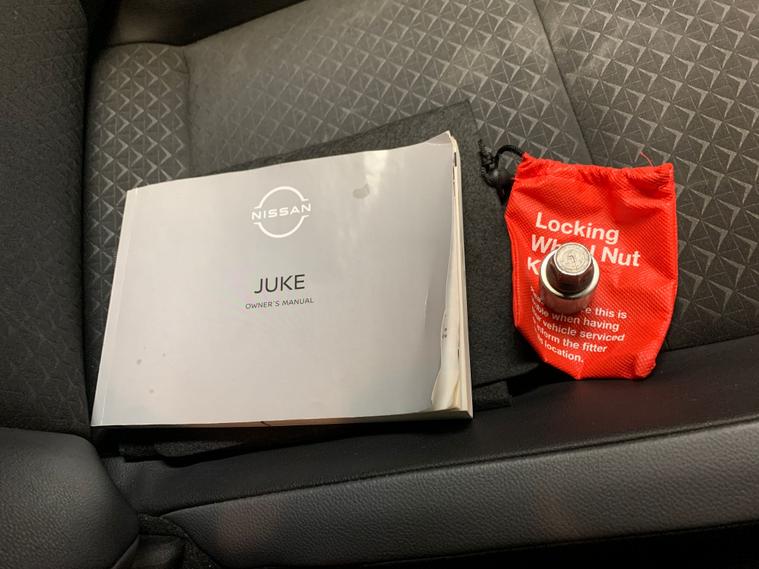 NISSAN
JUKE
OWNER'S MANUAL
Locking
Nut
this is
when having
vehicle serviced
the fitter
location.